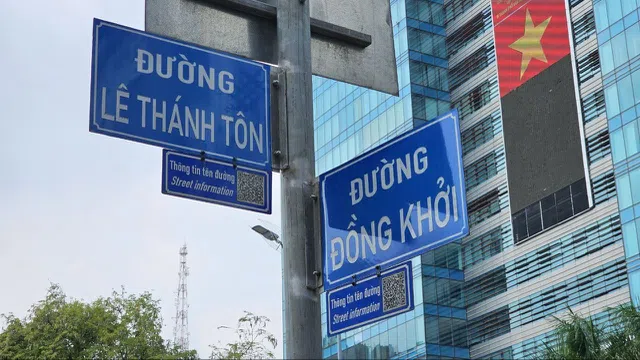 ĐƯỜNG
LÊ THÁNH TÔN
Thông tin tên đường
Street information
ĐƯỜNG
ĐỒNG KHỞI
Thông tin tên đường
Street information